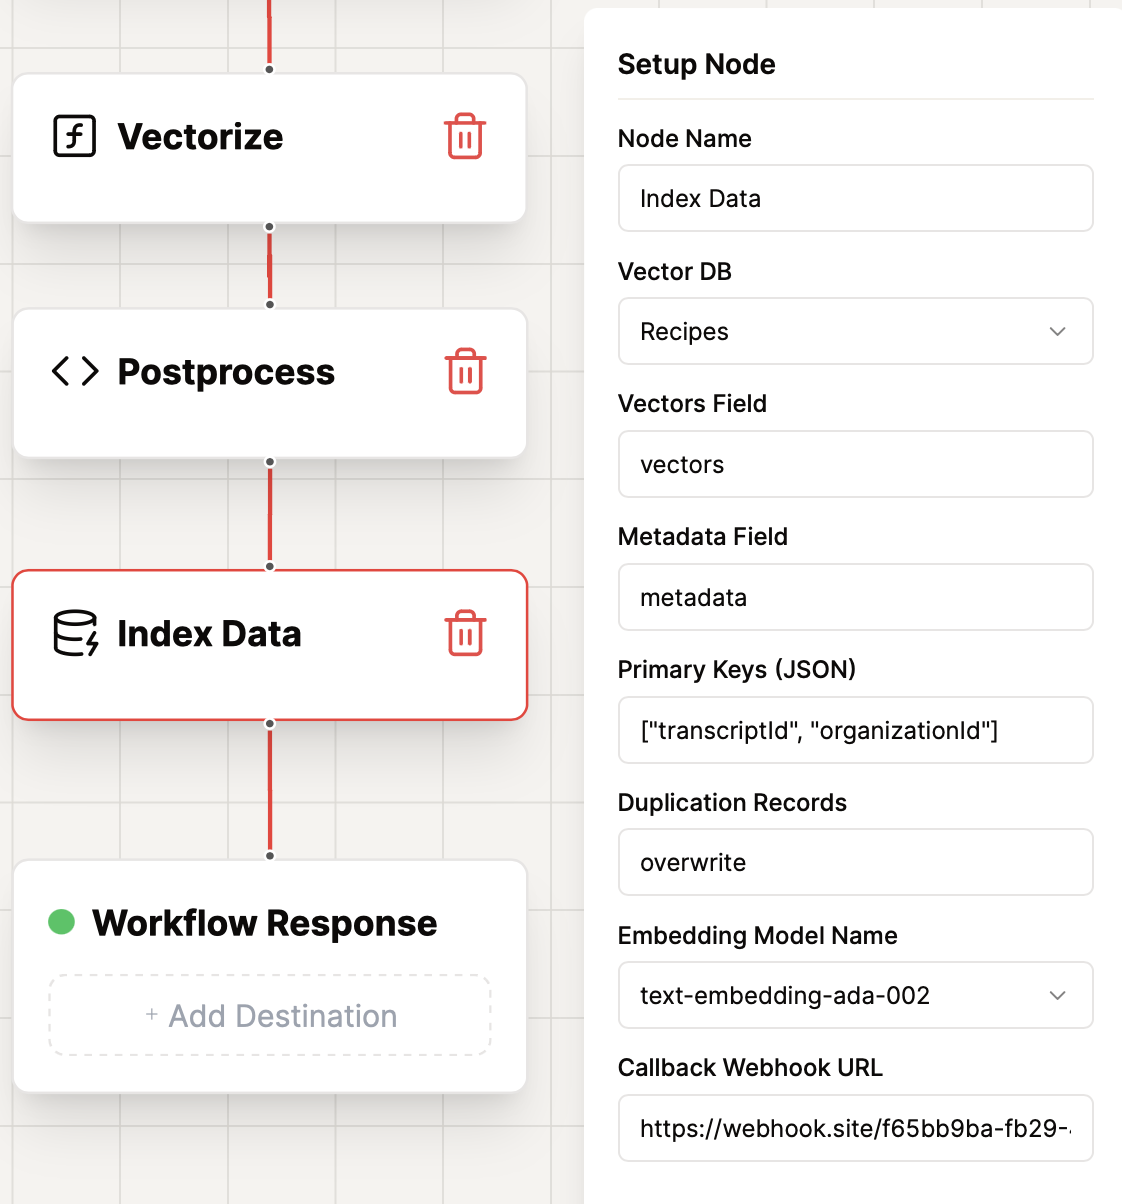 Vectorize
Postprocess
Index Data
Workflow Response
+ Add Destination
Setup Node
Node Name
Index Data
Vector DB
Recipes
Vectors Field
vectors
Metadata Field
metadata
Primary Keys (JSON)
["transcriptId", "organizationId"]
Duplication Records
overwrite
Embedding Model Name
text-embedding-ada-002
Callback Webhook URL
https://webhook.site/f65bb9ba-fb29-